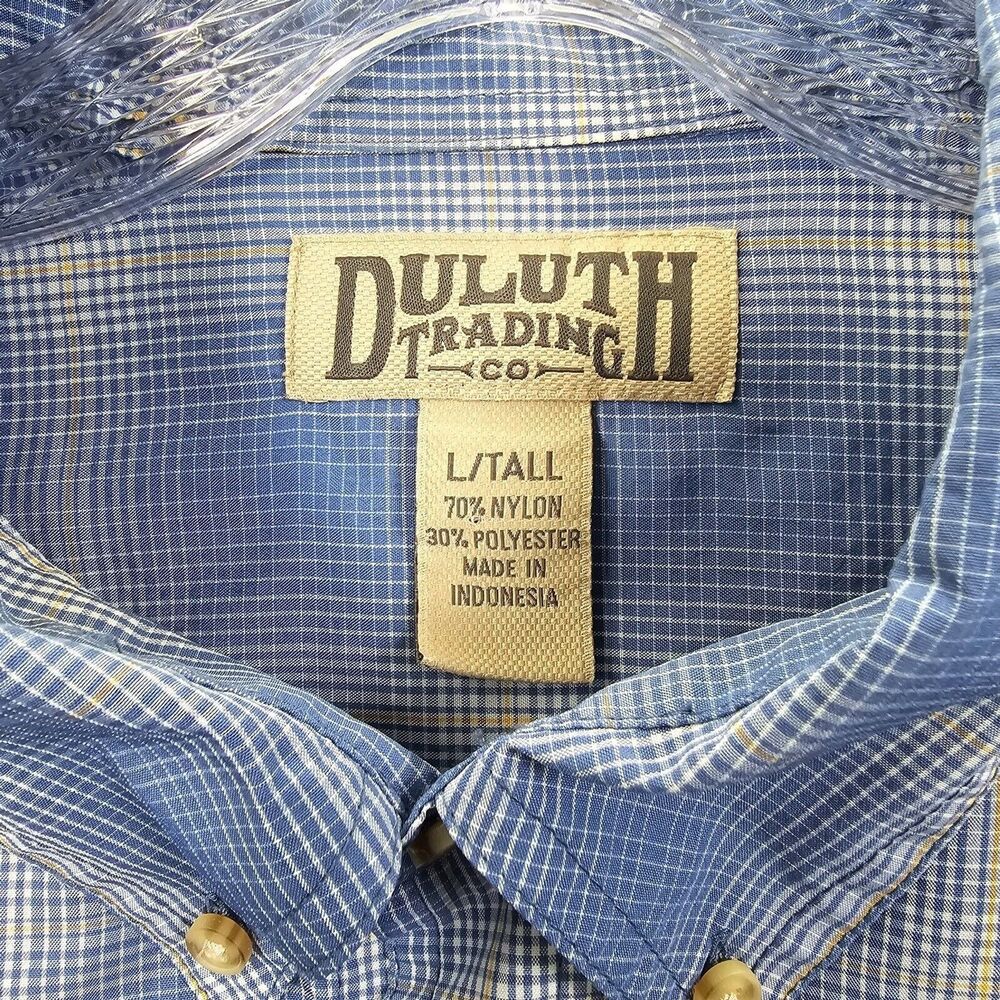 DULUTH
TRADING
CO
L/TALL
70% NYLON
30% POLYESTER
MADE IN
INDONESIA